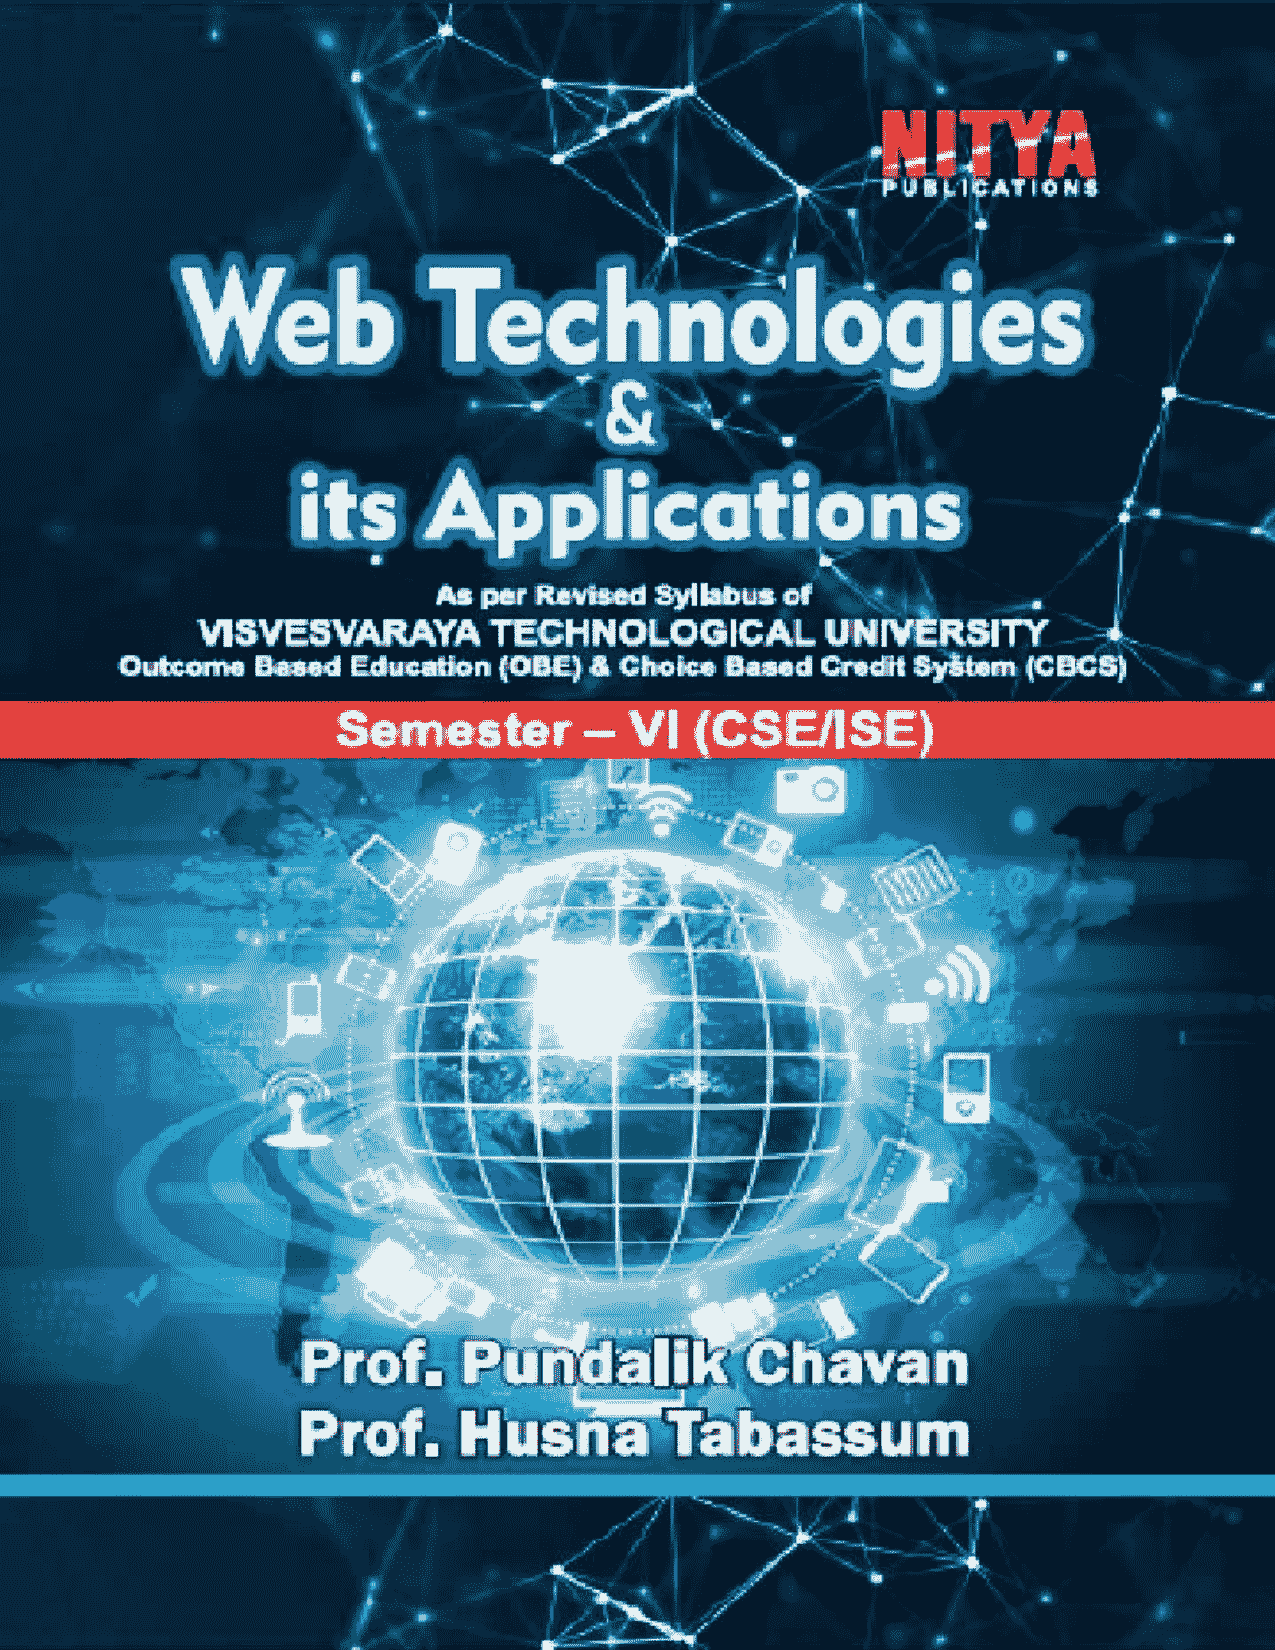 NITYA
PUBLICATIONS
Web Technologies
&
its Applications
As per Revised Syllabus of
VISVESVARAYA TECHNOLOGICAL UNIVERSITY
Outcome Based Education (OBE) & Choice Based Credit System (CBCS)
Semester – VI (CSE/ISE)
Prof. Pundalik Chavan
Prof. Husna Tabassum